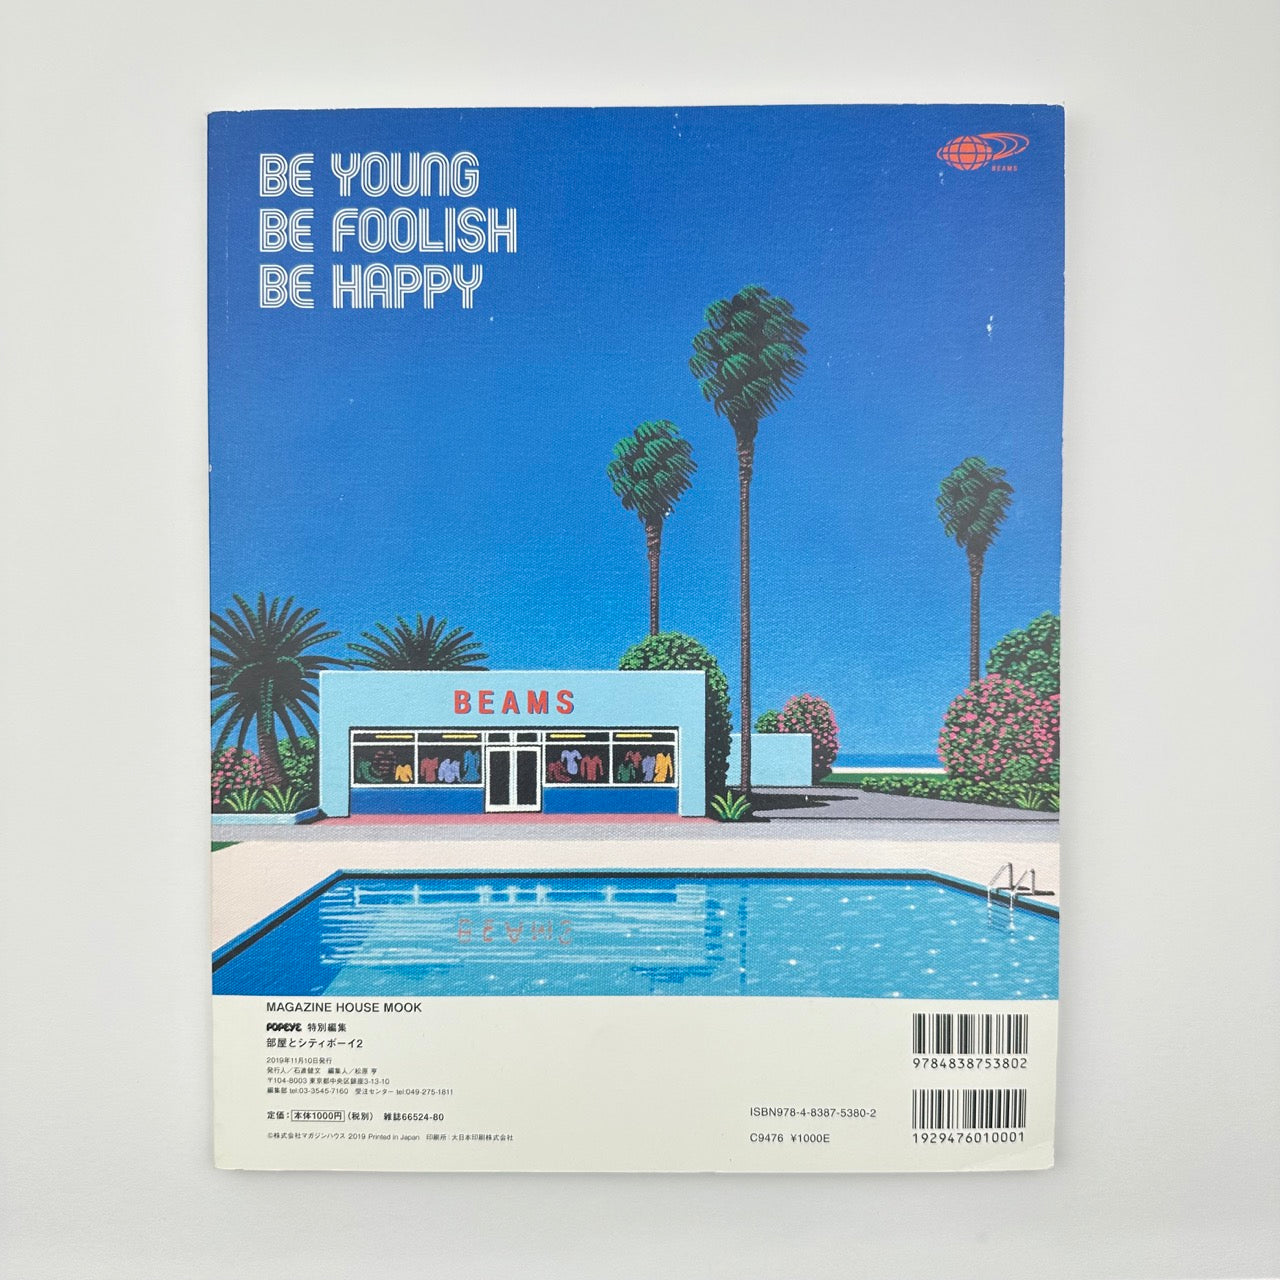 BE YOUNG
BE FOOLISH
BE HAPPY
BEAMS
BEAMS
BEAMS
MAGAZINE HOUSE MOOK
POPEYE 特別編集
部屋とシティボーイ2
2019年11月10日発行
発行人/石渡健文 編集人/松原 亨
〒104-8003 東京都中央区銀座3-13-10
編集部 tel:03-3545-7160 受注センター tel:049-275-1811
定価:本体1000円(税別) 雑誌66524-80
©株式会社マガジンハウス 2019 Printed in Japan 印刷所:大日本印刷株式会社
9784838753802
ISBN978-4-8387-5380-2
C9476 ¥1000E
1929476010001